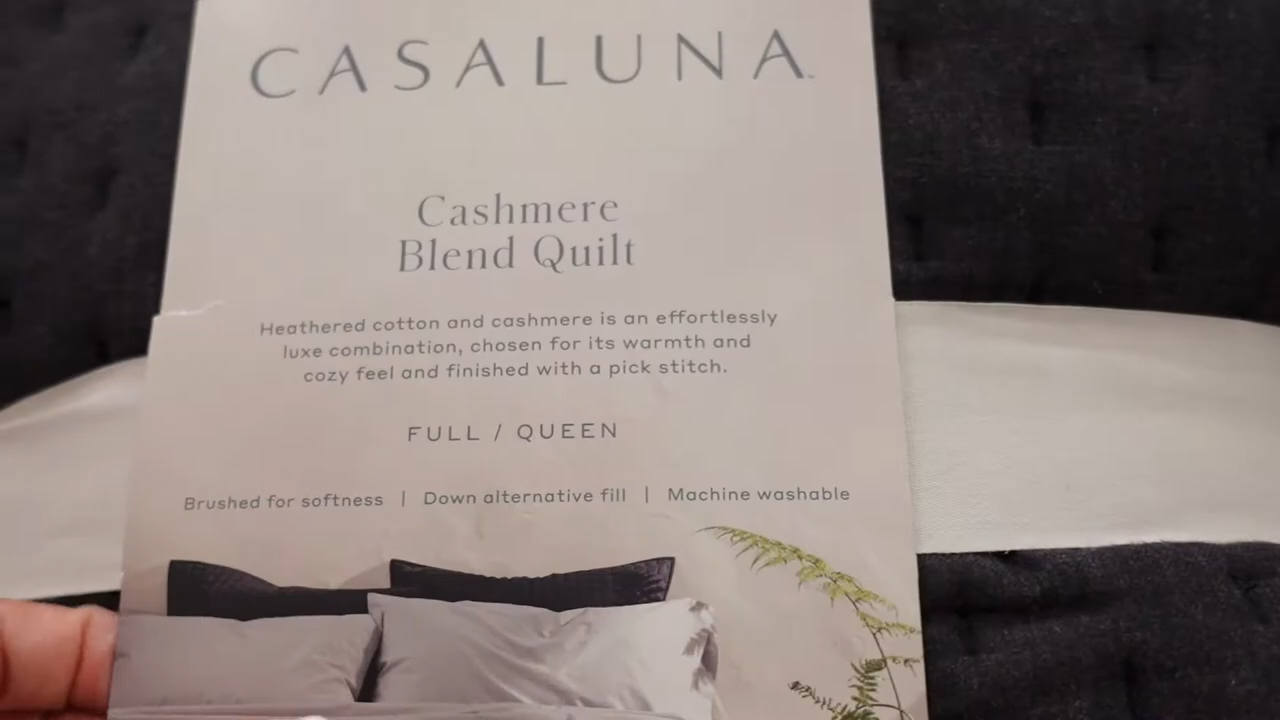 CASALUNA
Cashmere
Blend Quilt
Heathered cotton and cashmere is an effortlessly
luxe combination, chosen for its warmth and
cozy feel and finished with a pick stitch.
FULL / QUEEN
Brushed for softness | Down alternative fill | Machine washable